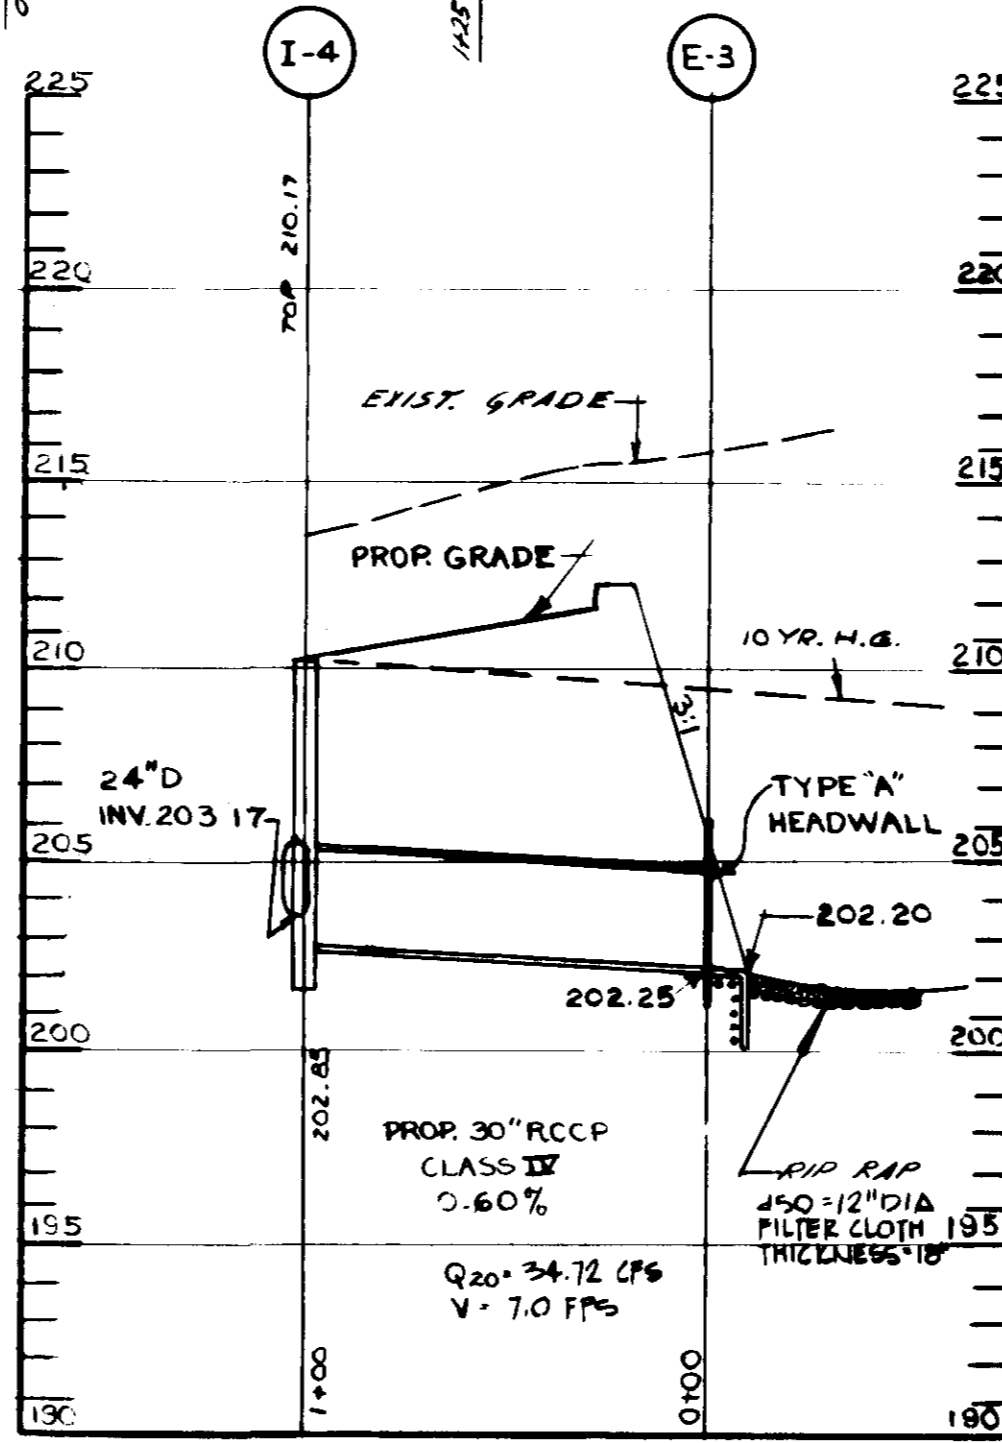 I-4
1+25
E-3
225
225
TOP 210.17
220
220
EXIST. GRADE
215
215
PROP. GRADE
10 YR. H.G.
210
210
3:1
24"D
INV. 203 17
TYPE "A"
HEADWALL
205
205
202.20
202.25
200
200
202.85
PROP. 30" RCCP
CLASS IV
0.60%
RIP RAP
d50 = 12" DIA
FILTER CLOTH
THICKNESS = 18"
195
195
Q20 = 34.72 CFS
V = 7.0 FPS
1+00
0+00
190
190